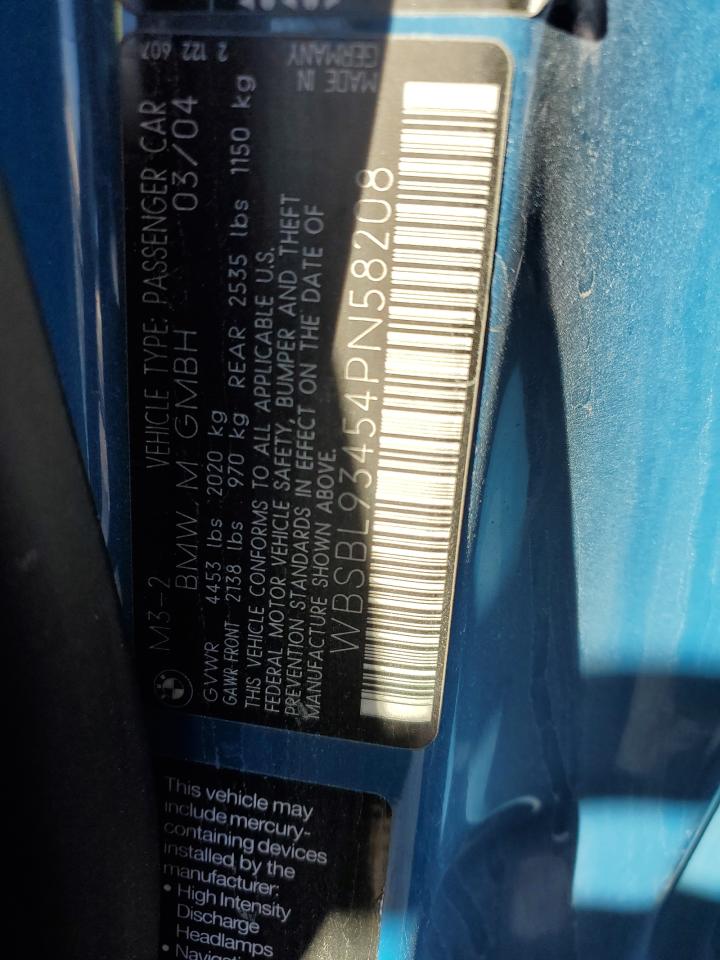 M3-2 VEHICLE TYPE: PASSENGER CAR 2 122 607
BMW M GMBH 03/04
GVWR 4453 lbs 2020 kg
GAWR-FRONT 2138 lbs 970 kg REAR 2535 lbs 1150 kg
THIS VEHICLE CONFORMS TO ALL APPLICABLE U.S.
FEDERAL MOTOR VEHICLE SAFETY, BUMPER AND THEFT
PREVENTION STANDARDS IN EFFECT ON THE DATE OF
MANUFACTURE SHOWN ABOVE.
MADE IN
GERMANY
WBSBL93454PN58208
This vehicle may
include mercury-
containing devices
installed by the
manufacturer:
• High Intensity
Discharge
Headlamps